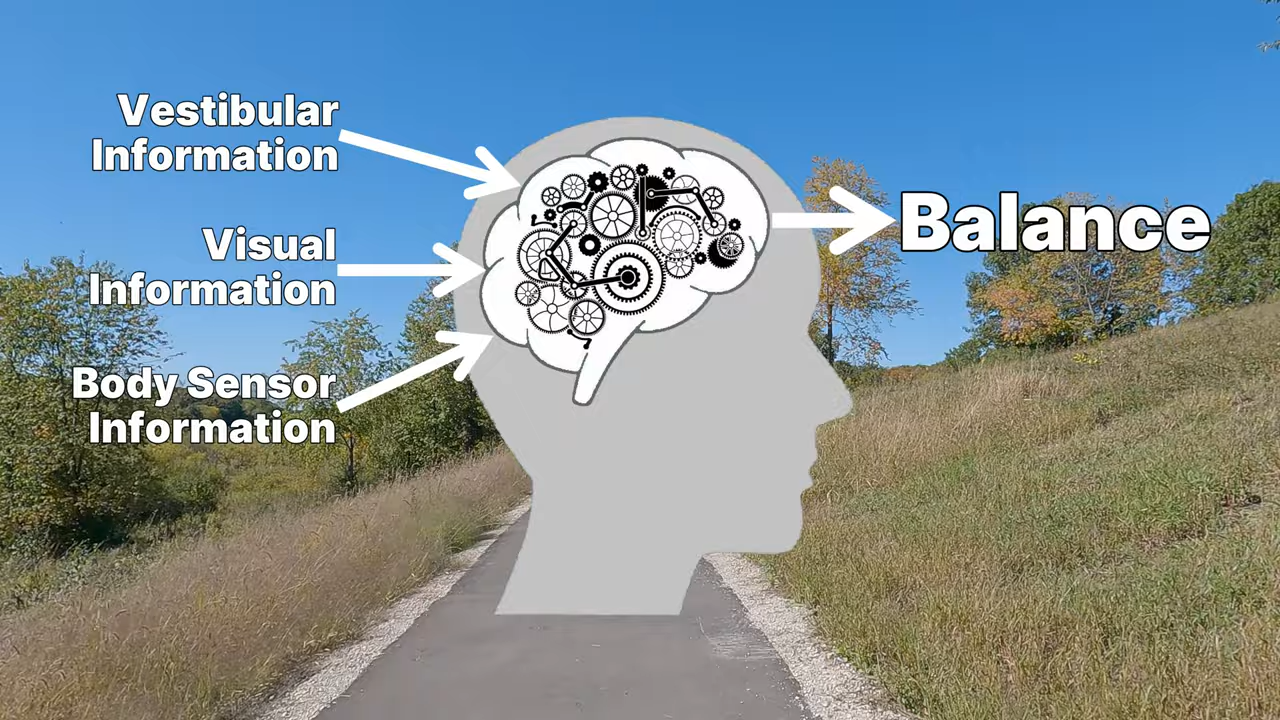 Vestibular
Information
Visual
Information
Body Sensor
Information
Balance